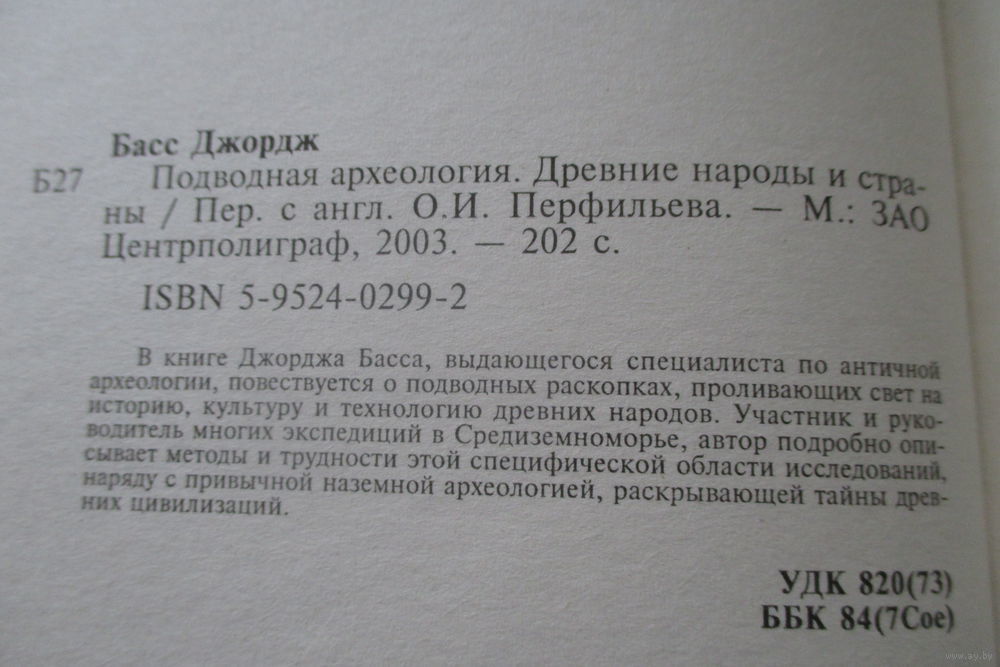 Басс Джордж
Б27 Подводная археология. Древние народы и стра-
ны / Пер. с англ. О.И. Перфильева. — М.: ЗАО
Центрполиграф, 2003. — 202 с.
ISBN 5-9524-0299-2
В книге Джорджа Басса, выдающегося специалиста по античной
археологии, повествуется о подводных раскопках, проливающих свет на
историю, культуру и технологию древних народов. Участник и руко-
водитель многих экспедиций в Средиземноморье, автор подробно опи-
сывает методы и трудности этой специфической области исследований,
наряду с привычной наземной археологией, раскрывающей тайны древ-
них цивилизаций.
УДК 820(73)
ББК 84(7Сое)
www.ay.by